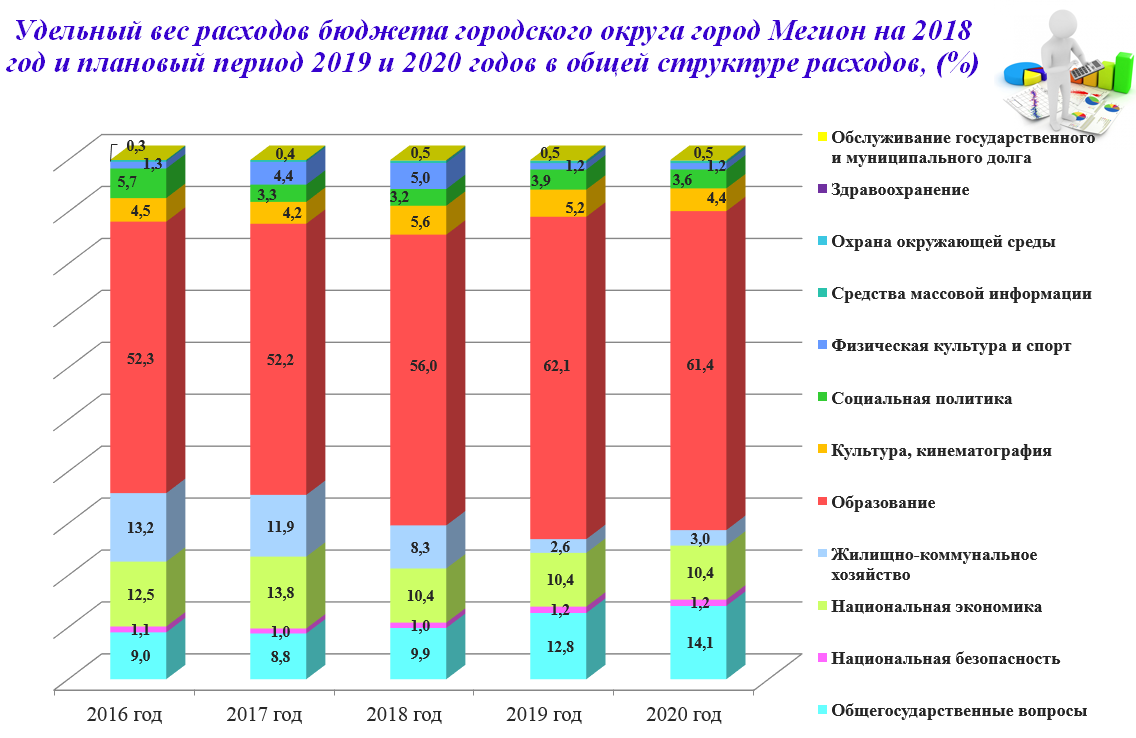 Удельный вес расходов бюджета городского округа город Мегион на 2018
год и плановый период 2019 и 2020 годов в общей структуре расходов, (%)
0,3
1,3
5,7
4,5
52,3
13,2
12,5
1,1
9,0
0,4
4,4
3,3
4,2
52,2
11,9
13,8
1,0
8,8
0,5
5,0
3,2
5,6
56,0
8,3
10,4
1,0
9,9
0,5
1,2
3,9
5,2
62,1
2,6
10,4
1,2
12,8
0,5
1,2
3,6
4,4
61,4
3,0
10,4
1,2
14,1
2016 год
2017 год
2018 год
2019 год
2020 год
Обслуживание государственного
и муниципального долга
Здравоохранение
Охрана окружающей среды
Средства массовой информации
Физическая культура и спорт
Социальная политика
Культура, кинематография
Образование
Жилищно-коммунальное
хозяйство
Национальная экономика
Национальная безопасность
Общегосударственные вопросы